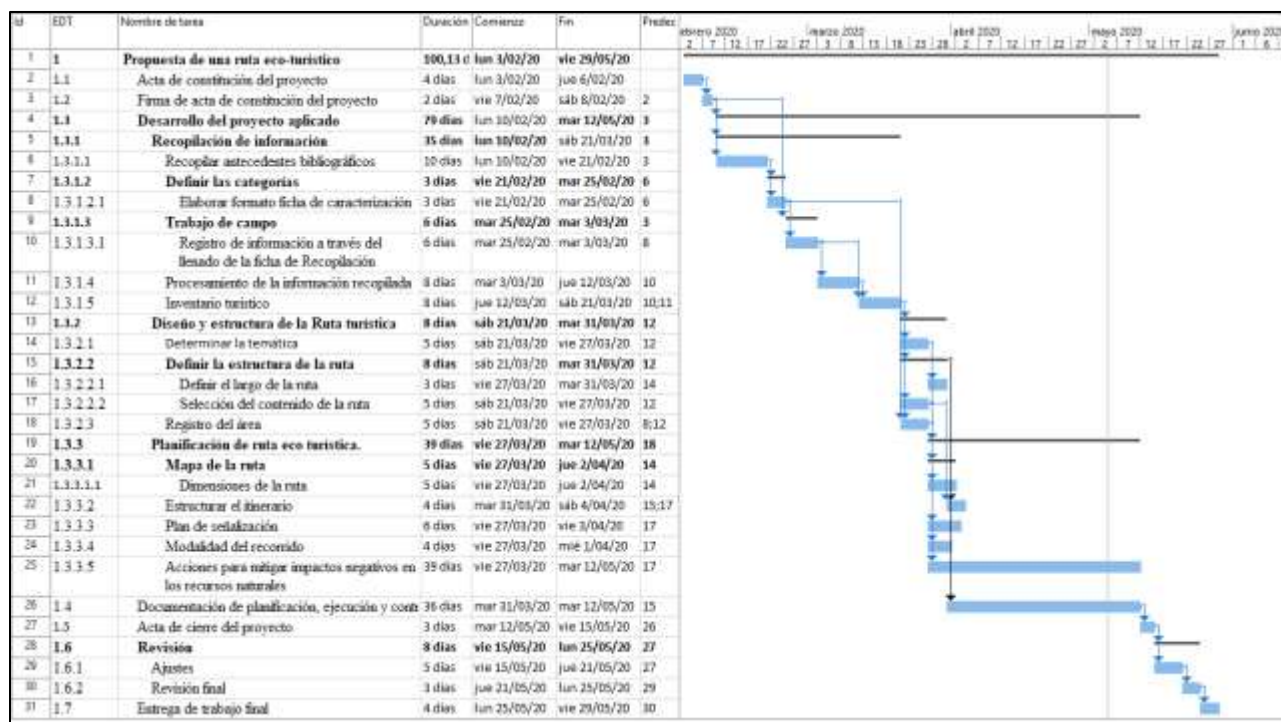 Id EDT Nombre de tarea Duración Comienzo Fin Predec
febrero 2020 marzo 2020 abril 2020 mayo 2020 junio 2020
2 7 12 17 22 27 3 8 13 18 23 28 2 7 12 17 22 27 2 7 12 17 22 27 1 6
1 1 Propuesta de una ruta eco-turístico 100,13 d lun 3/02/20 vie 29/05/20
2 1.1 Acta de constitución del proyecto 4 días lun 3/02/20 jue 6/02/20
3 1.2 Firma de acta de constitución del proyecto 2 días vie 7/02/20 sáb 8/02/20 2
4 1.3 Desarrollo del proyecto aplicado 79 días lun 10/02/20 mar 12/05/20 3
5 1.3.1 Recopilación de información 35 días lun 10/02/20 sáb 21/03/20 3
6 1.3.1.1 Recopilar antecedentes bibliográficos 10 días lun 10/02/20 vie 21/02/20 3
7 1.3.1.2 Definir las categorías 3 días vie 21/02/20 mar 25/02/20 6
8 1.3.1.2.1 Elaborar formato ficha de caracterización 3 días vie 21/02/20 mar 25/02/20 6
9 1.3.1.3 Trabajo de campo 6 días mar 25/02/20 mar 3/03/20 3
10 1.3.1.3.1 Registro de información a través del 6 días mar 25/02/20 mar 3/03/20 8
llenado de la ficha de Recopilación
11 1.3.1.4 Procesamiento de la información recopilada 8 días mar 3/03/20 jue 12/03/20 10
12 1.3.1.5 Inventario turístico 8 días jue 12/03/20 sáb 21/03/20 10;11
13 1.3.2 Diseño y estructura de la Ruta turística 8 días sáb 21/03/20 mar 31/03/20 12
14 1.3.2.1 Determinar la temática 5 días sáb 21/03/20 vie 27/03/20 12
15 1.3.2.2 Definir la estructura de la ruta 8 días sáb 21/03/20 mar 31/03/20 12
16 1.3.2.2.1 Definir el largo de la ruta 3 días vie 27/03/20 mar 31/03/20 14
17 1.3.2.2.2 Selección del contenido de la ruta 5 días sáb 21/03/20 vie 27/03/20 12
18 1.3.2.3 Registro del área 5 días sáb 21/03/20 vie 27/03/20 8;12
19 1.3.3 Planificación de ruta eco turística. 39 días vie 27/03/20 mar 12/05/20 18
20 1.3.3.1 Mapa de la ruta 5 días vie 27/03/20 jue 2/04/20 14
21 1.3.3.1.1 Dimensiones de la ruta 5 días vie 27/03/20 jue 2/04/20 14
22 1.3.3.2 Estructurar el itinerario 4 días mar 31/03/20 sáb 4/04/20 15;17
23 1.3.3.3 Plan de señalización 6 días vie 27/03/20 vie 3/04/20 17
24 1.3.3.4 Modalidad del recorrido 4 días vie 27/03/20 mié 1/04/20 17
25 1.3.3.5 Acciones para mitigar impactos negativos en 39 días vie 27/03/20 mar 12/05/20 17
los recursos naturales
26 1.4 Documentación de planificación, ejecución y contr 36 días mar 31/03/20 mar 12/05/20 15
27 1.5 Acta de cierre del proyecto 3 días mar 12/05/20 vie 15/05/20 26
28 1.6 Revisión 8 días vie 15/05/20 lun 25/05/20 27
29 1.6.1 Ajustes 5 días vie 15/05/20 jue 21/05/20 27
30 1.6.2 Revisión final 3 días jue 21/05/20 lun 25/05/20 29
31 1.7 Entrega de trabajo final 4 días lun 25/05/20 vie 29/05/20 30